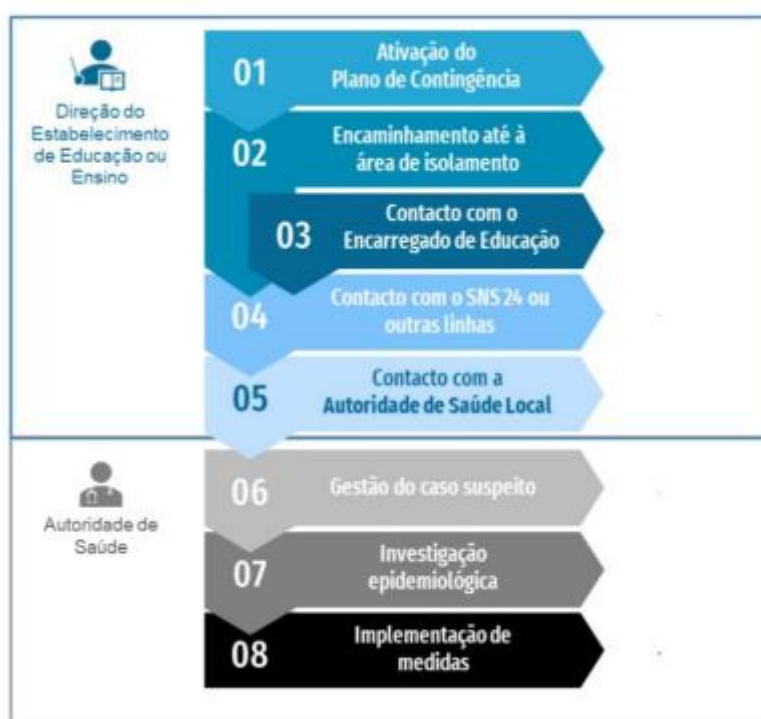 Direção do
Estabelecimento
de Educação ou
Ensino
01
Ativação do
Plano de Contingência
02
Encaminhamento até à
área de isolamento
03
Contacto com o
Encarregado de Educação
04
Contacto com o SNS 24 ou
outras linhas
05
Contacto com a
Autoridade de Saúde Local
Autoridade de
Saúde
06
Gestão do caso suspeito
07
Investigação
epidemiológica
08
Implementação de
medidas